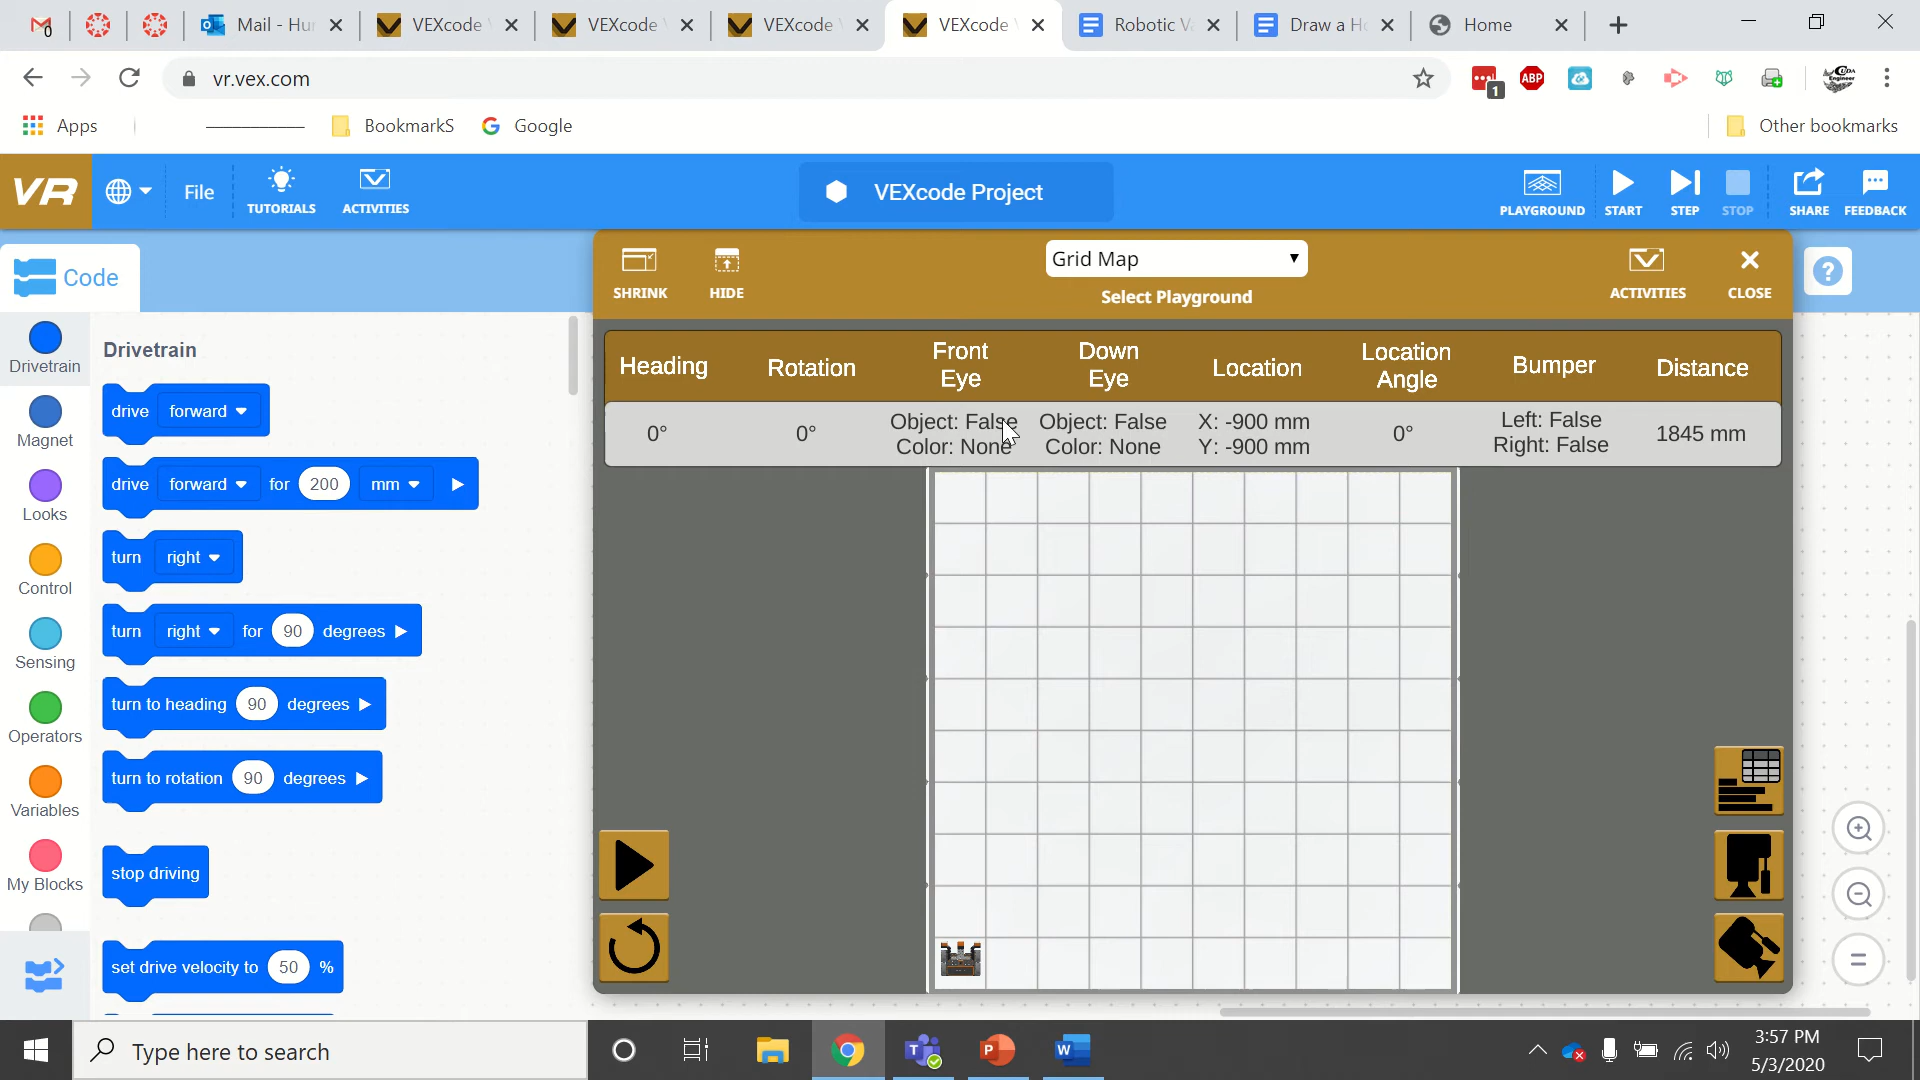 Mail - Hu
VEXcode
VEXcode
VEXcode
VEXcode
Robotic V
Draw a H
Home
vr.vex.com
1
ABP
Apps
BookmarkS
Google
Other bookmarks
VR
File
TUTORIALS
ACTIVITIES
VEXcode Project
PLAYGROUND
START
STEP
STOP
SHARE
FEEDBACK
Code
SHRINK
HIDE
Grid Map
Select Playground
ACTIVITIES
CLOSE
?
Drivetrain
Magnet
Looks
Control
Sensing
Operators
Variables
My Blocks
Drivetrain
drive forward
drive forward for 200 mm
turn right
turn right for 90 degrees
turn to heading 90 degrees
turn to rotation 90 degrees
stop driving
set drive velocity to 50 %
Heading
Rotation
Front Eye
Down Eye
Location
Location Angle
Bumper
Distance
0°
0°
Object: False
Color: None
Object: False
Color: None
X: -900 mm
Y: -900 mm
0°
Left: False
Right: False
1845 mm
Type here to search
3:57 PM
5/3/2020